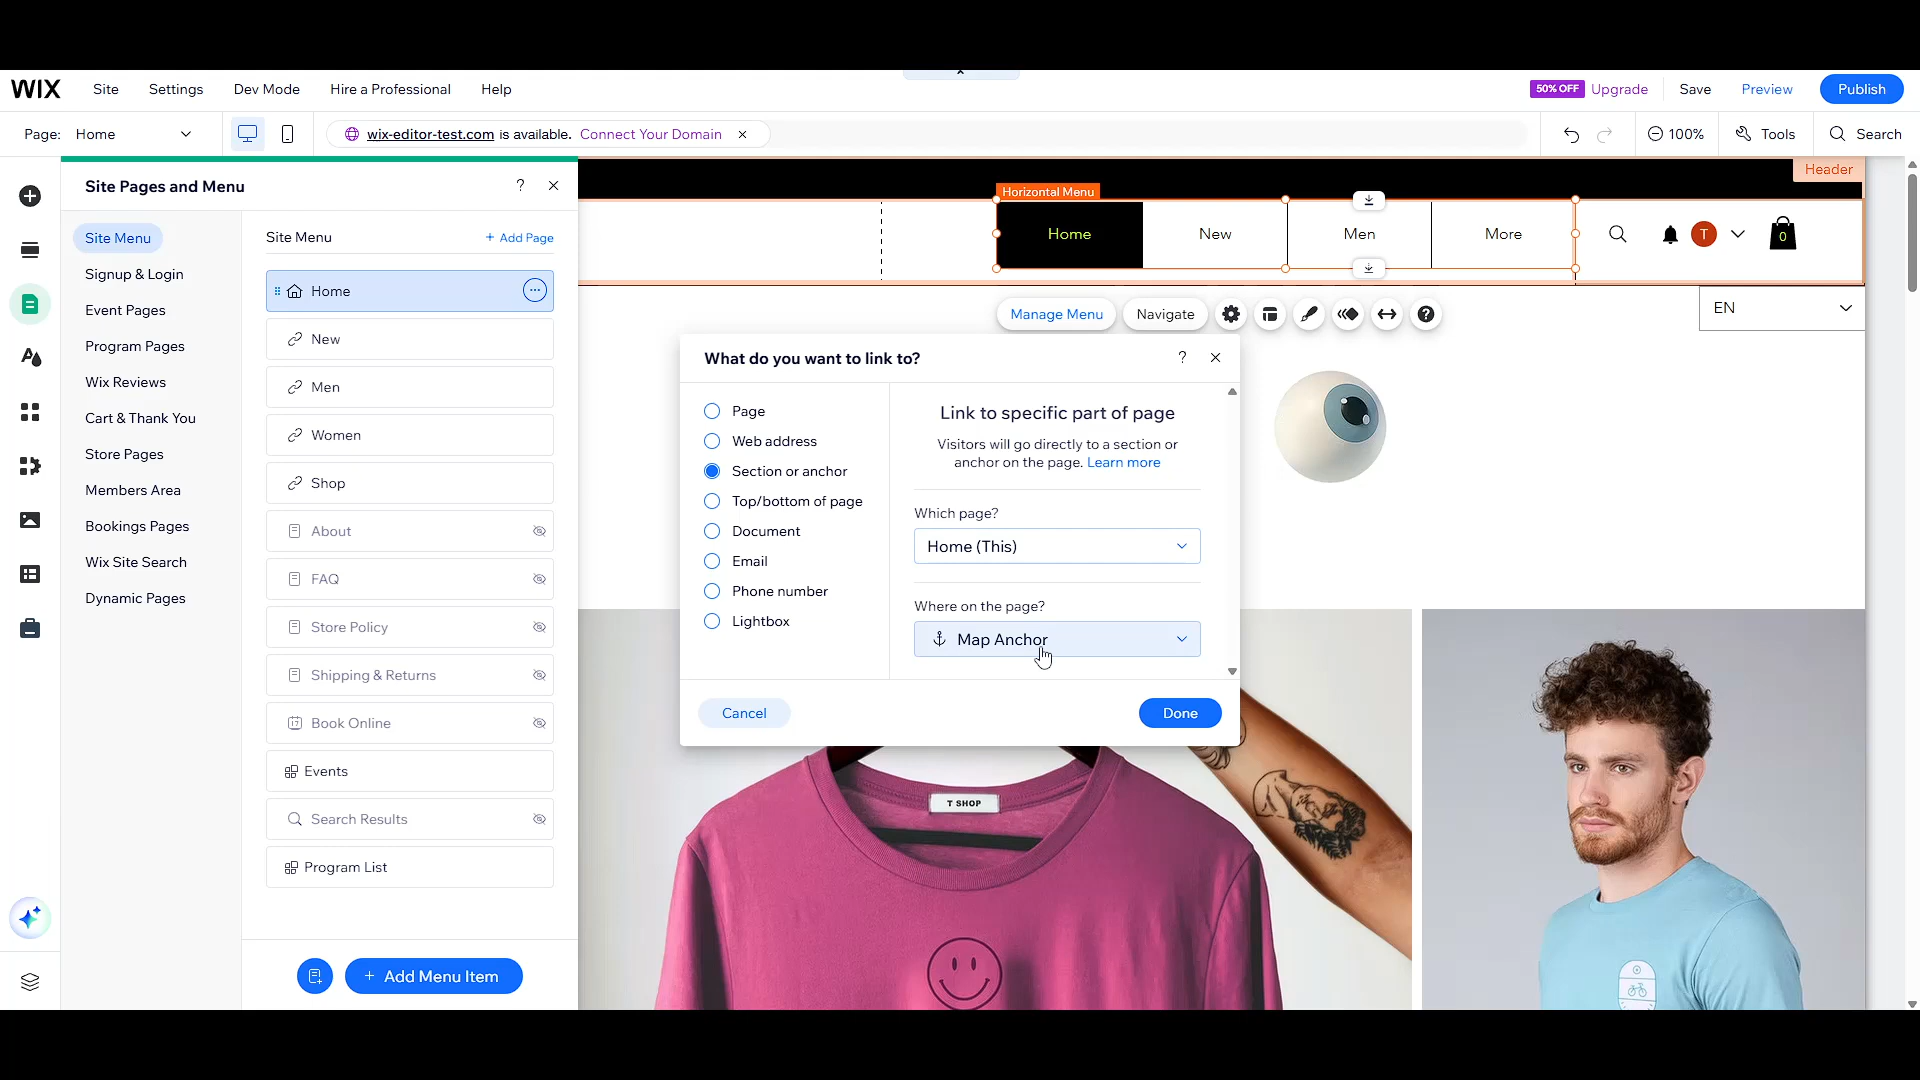 WIX
Site
Settings
Dev Mode
Hire a Professional
Help
50% OFF
Upgrade
Save
Preview
Publish
Page: Home
wix-editor-test.com is available. Connect Your Domain
100%
Tools
Search
Site Pages and Menu
?
Site Menu
Signup & Login
Event Pages
Program Pages
Wix Reviews
Cart & Thank You
Store Pages
Members Area
Bookings Pages
Wix Site Search
Dynamic Pages
Site Menu
+ Add Page
Home
New
Men
Women
Shop
About
FAQ
Store Policy
Shipping & Returns
17 Book Online
Events
Search Results
Program List
+ Add Menu Item
Header
Horizontal Menu
Home
New
Men
More
T
0
Manage Menu
Navigate
?
EN
What do you want to link to?
?
Page
Web address
Section or anchor
Top/bottom of page
Document
Email
Phone number
Lightbox
Link to specific part of page
Visitors will go directly to a section or
anchor on the page. Learn more
Which page?
Home (This)
Where on the page?
Map Anchor
Cancel
Done
T SHOP